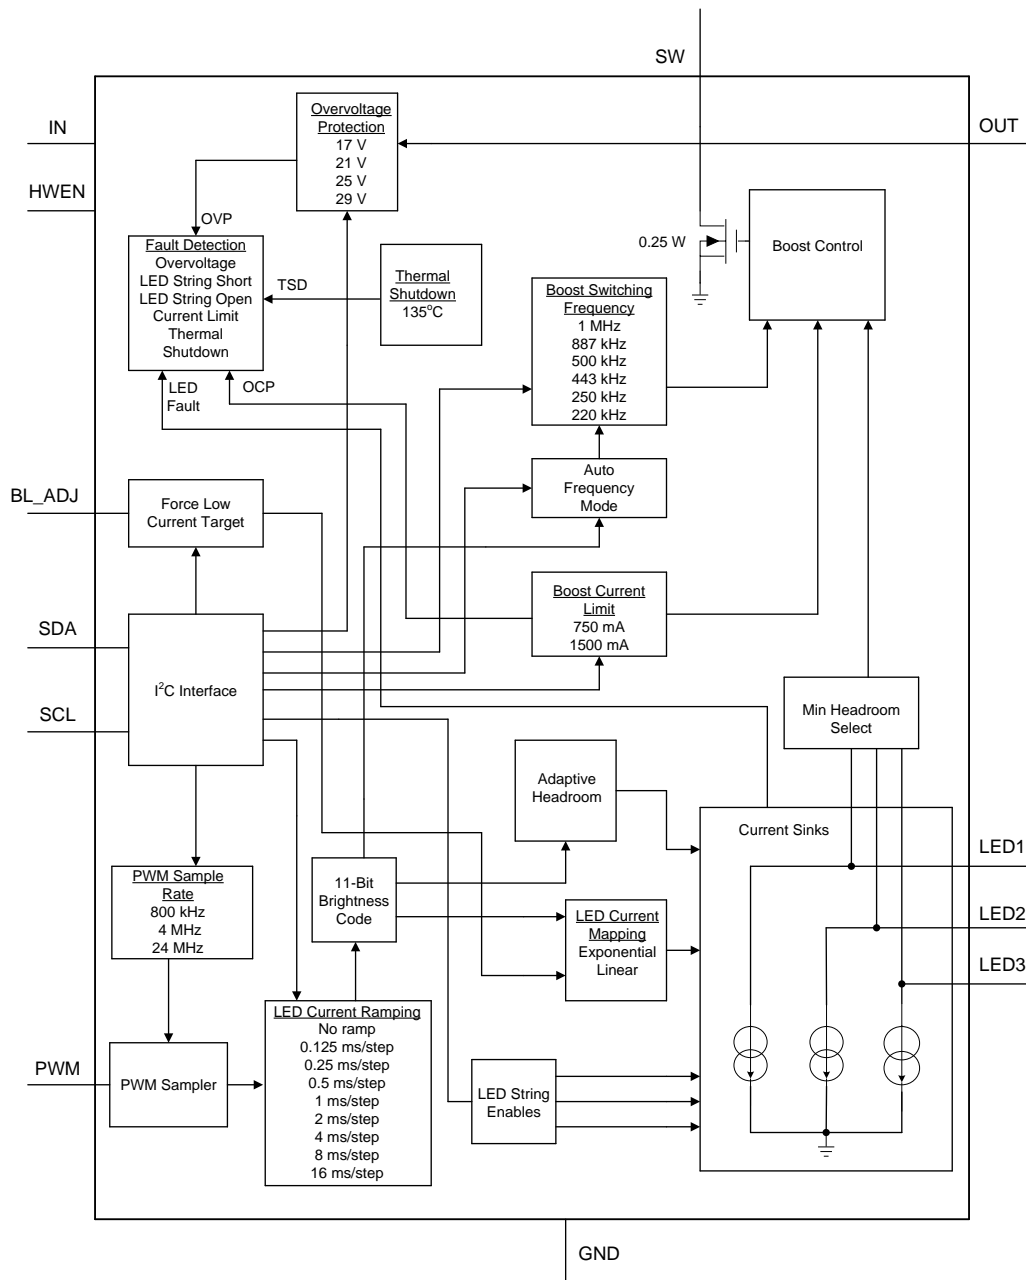 SW
IN
OUT
HWEN
Overvoltage
Protection
17 V
21 V
25 V
29 V
OVP
Fault Detection
Overvoltage
LED String Short
LED String Open
Current Limit
Thermal
Shutdown
TSD
Thermal
Shutdown
135°C
0.25 W
Boost Control
Boost Switching
Frequency
1 MHz
887 kHz
500 kHz
443 kHz
250 kHz
220 kHz
LED
Fault
OCP
BL_ADJ
Force Low
Current Target
Auto
Frequency
Mode
Boost Current
Limit
750 mA
1500 mA
SDA
SCL
I²C Interface
Min Headroom
Select
Adaptive
Headroom
Current Sinks
LED1
LED2
LED3
PWM Sample
Rate
800 kHz
4 MHz
24 MHz
11-Bit
Brightness
Code
LED Current
Mapping
Exponential
Linear
LED Current Ramping
No ramp
0.125 ms/step
0.25 ms/step
0.5 ms/step
1 ms/step
2 ms/step
4 ms/step
8 ms/step
16 ms/step
PWM
PWM Sampler
LED String
Enables
GND